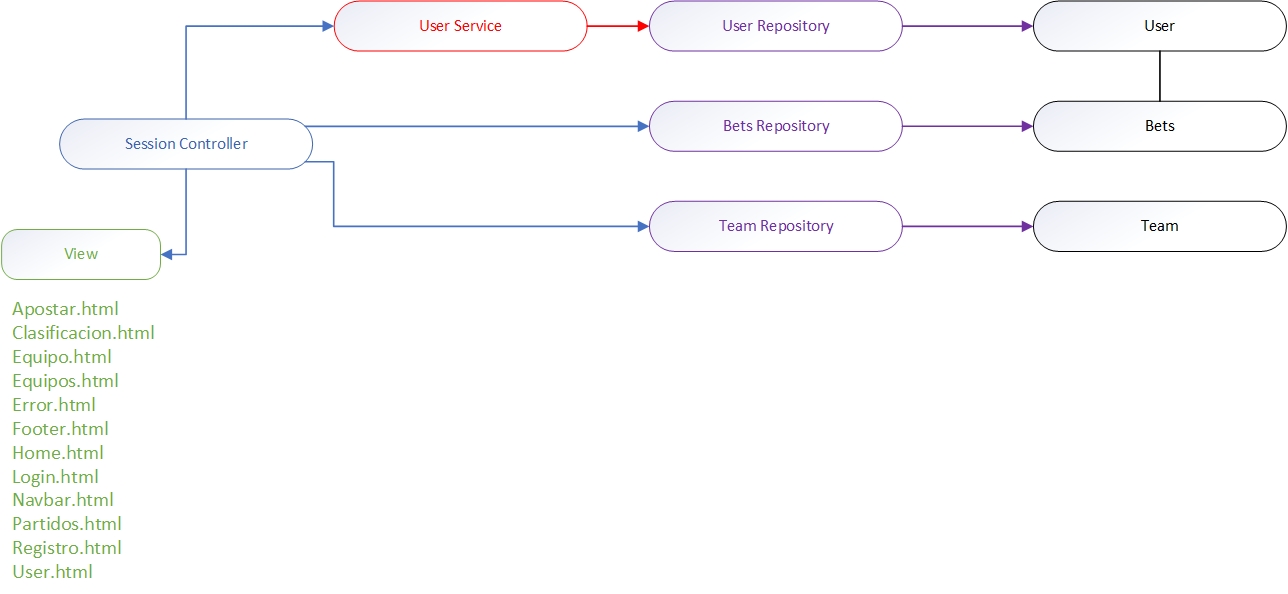 User Service
User Repository
User
Session Controller
Bets Repository
Bets
Team Repository
Team
View
Apostar.html
Clasificacion.html
Equipo.html
Equipos.html
Error.html
Footer.html
Home.html
Login.html
Navbar.html
Partidos.html
Registro.html
User.html